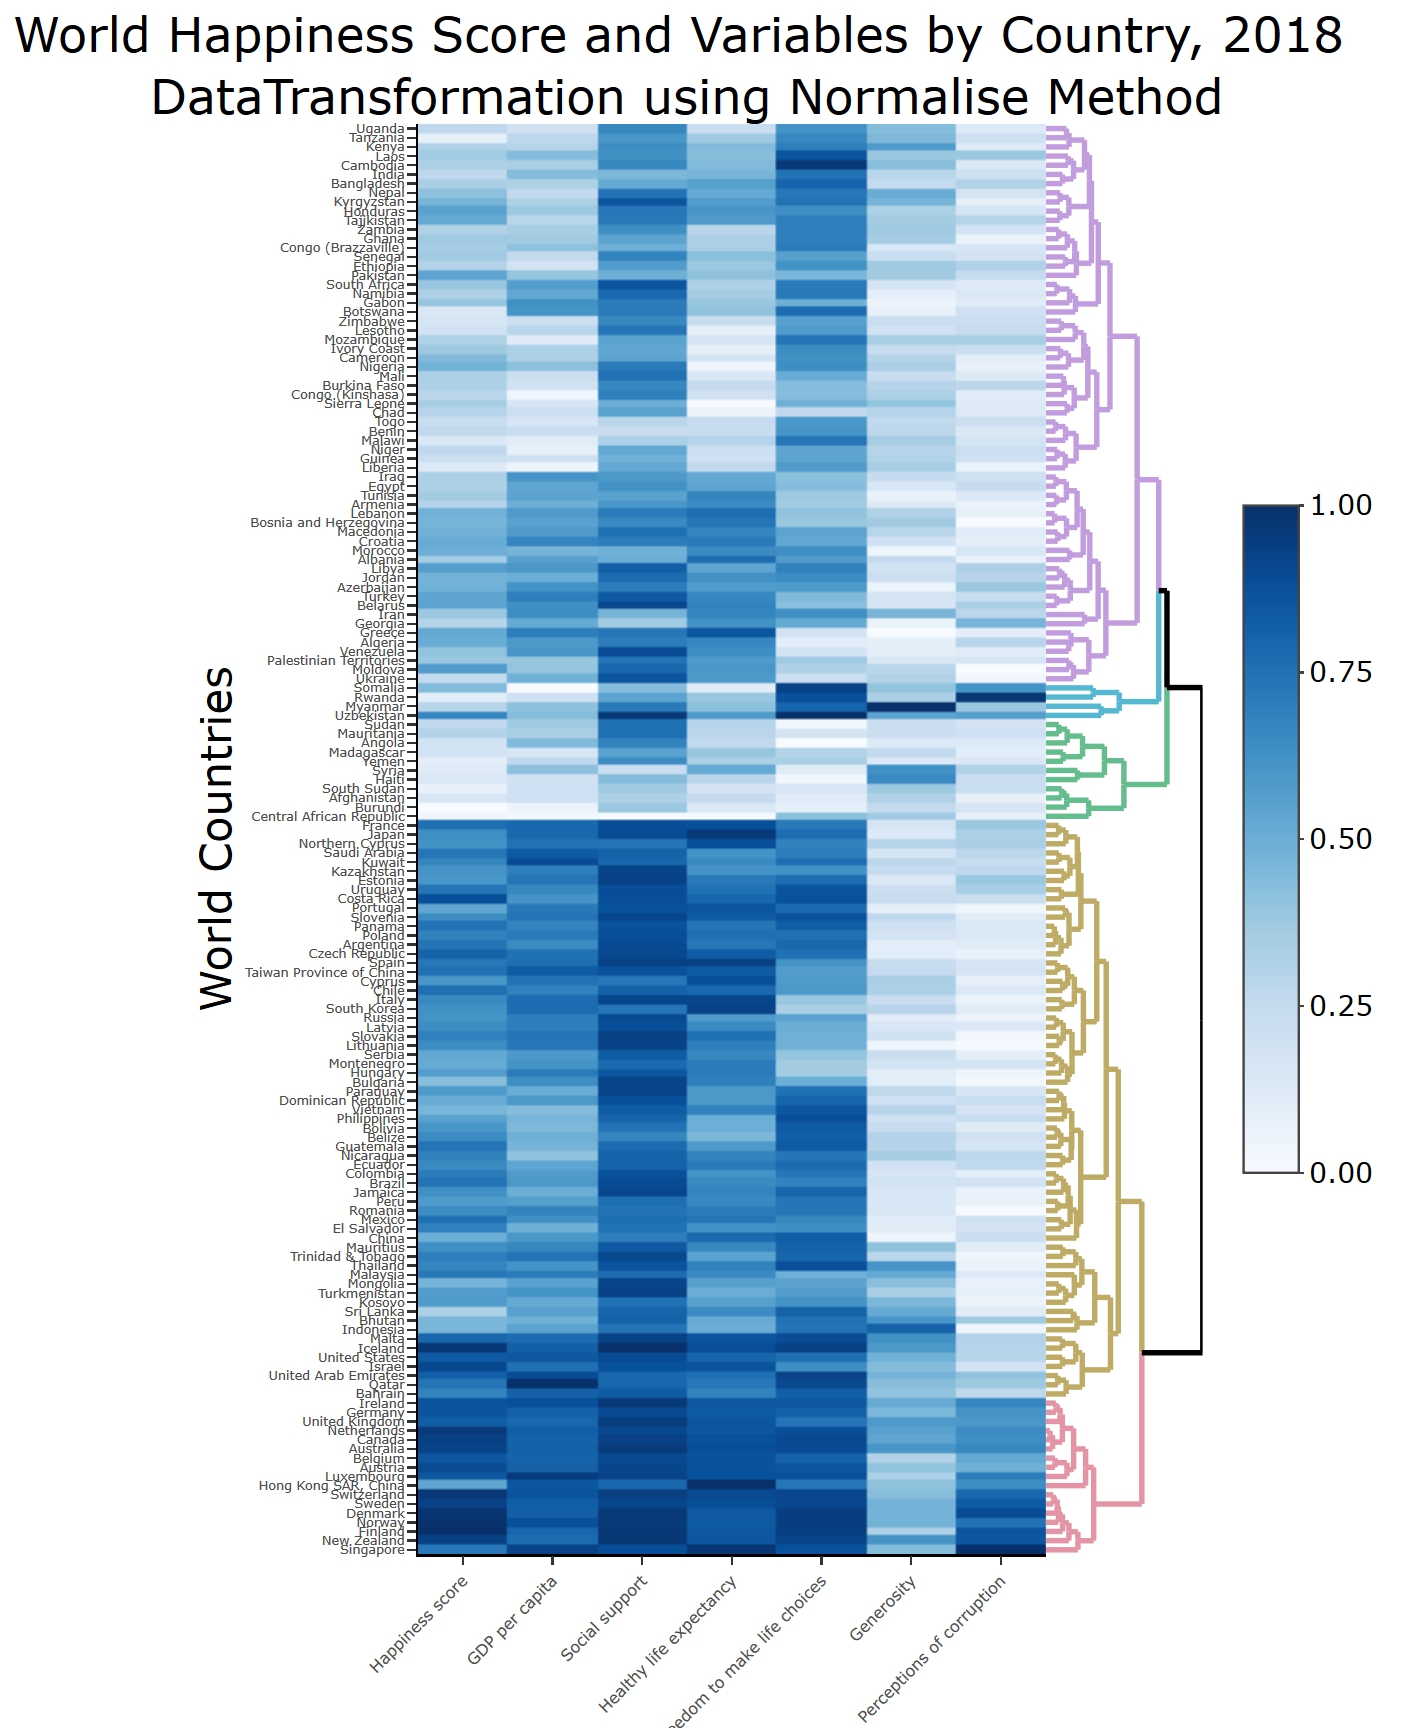 World Happiness Score and Variables by Country, 2018
DataTransformation using Normalise Method
Uganda
Tanzania
Kenya
Laos
Cambodia
India
Bangladesh
Nepal
Kyrgyzstan
Honduras
Tajikistan
Zambia
Ghana
Congo (Brazzaville)
Senegal
Ethiopia
Pakistan
South Africa
Namibia
Gabon
Botswana
Zimbabwe
Lesotho
Mozambique
Ivory Coast
Cameroon
Nigeria
Mali
Burkina Faso
Congo (Kinshasa)
Sierra Leone
Chad
Togo
Benin
Malawi
Niger
Guinea
Liberia
Iraq
Egypt
Tunisia
Armenia
Lebanon
Bosnia and Herzegovina
Macedonia
Croatia
Morocco
Albania
Libya
Jordan
Azerbaijan
Turkey
Belarus
Iran
Georgia
Greece
Algeria
Venezuela
Palestinian Territories
Moldova
Ukraine
Somalia
Rwanda
Myanmar
Uzbekistan
Sudan
Mauritania
Angola
Madagascar
Yemen
Syria
Haiti
South Sudan
Afghanistan
Burundi
Central African Republic
France
Japan
Northern Cyprus
Saudi Arabia
Kuwait
Kazakhstan
Estonia
Uruguay
Costa Rica
Portugal
Slovenia
Panama
Poland
Argentina
Czech Republic
Spain
Taiwan Province of China
Cyprus
Chile
Italy
South Korea
Russia
Latvia
Slovakia
Lithuania
Serbia
Montenegro
Hungary
Bulgaria
Paraguay
Dominican Republic
Vietnam
Philippines
Bolivia
Belize
Guatemala
Nicaragua
Ecuador
Colombia
Brazil
Jamaica
Peru
Romania
Mexico
El Salvador
China
Mauritius
Trinidad & Tobago
Thailand
Malaysia
Mongolia
Turkmenistan
Kosovo
Sri Lanka
Bhutan
Indonesia
Malta
Iceland
United States
Israel
United Arab Emirates
Qatar
Bahrain
Ireland
Germany
United Kingdom
Netherlands
Canada
Australia
Belgium
Austria
Luxembourg
Hong Kong SAR, China
Switzerland
Sweden
Denmark
Norway
Finland
New Zealand
Singapore
World Countries
1.00
0.75
0.50
0.25
0.00
Happiness score
GDP per capita
Social support
Healthy life expectancy
edom to make life choices
Generosity
Perceptions of corruption